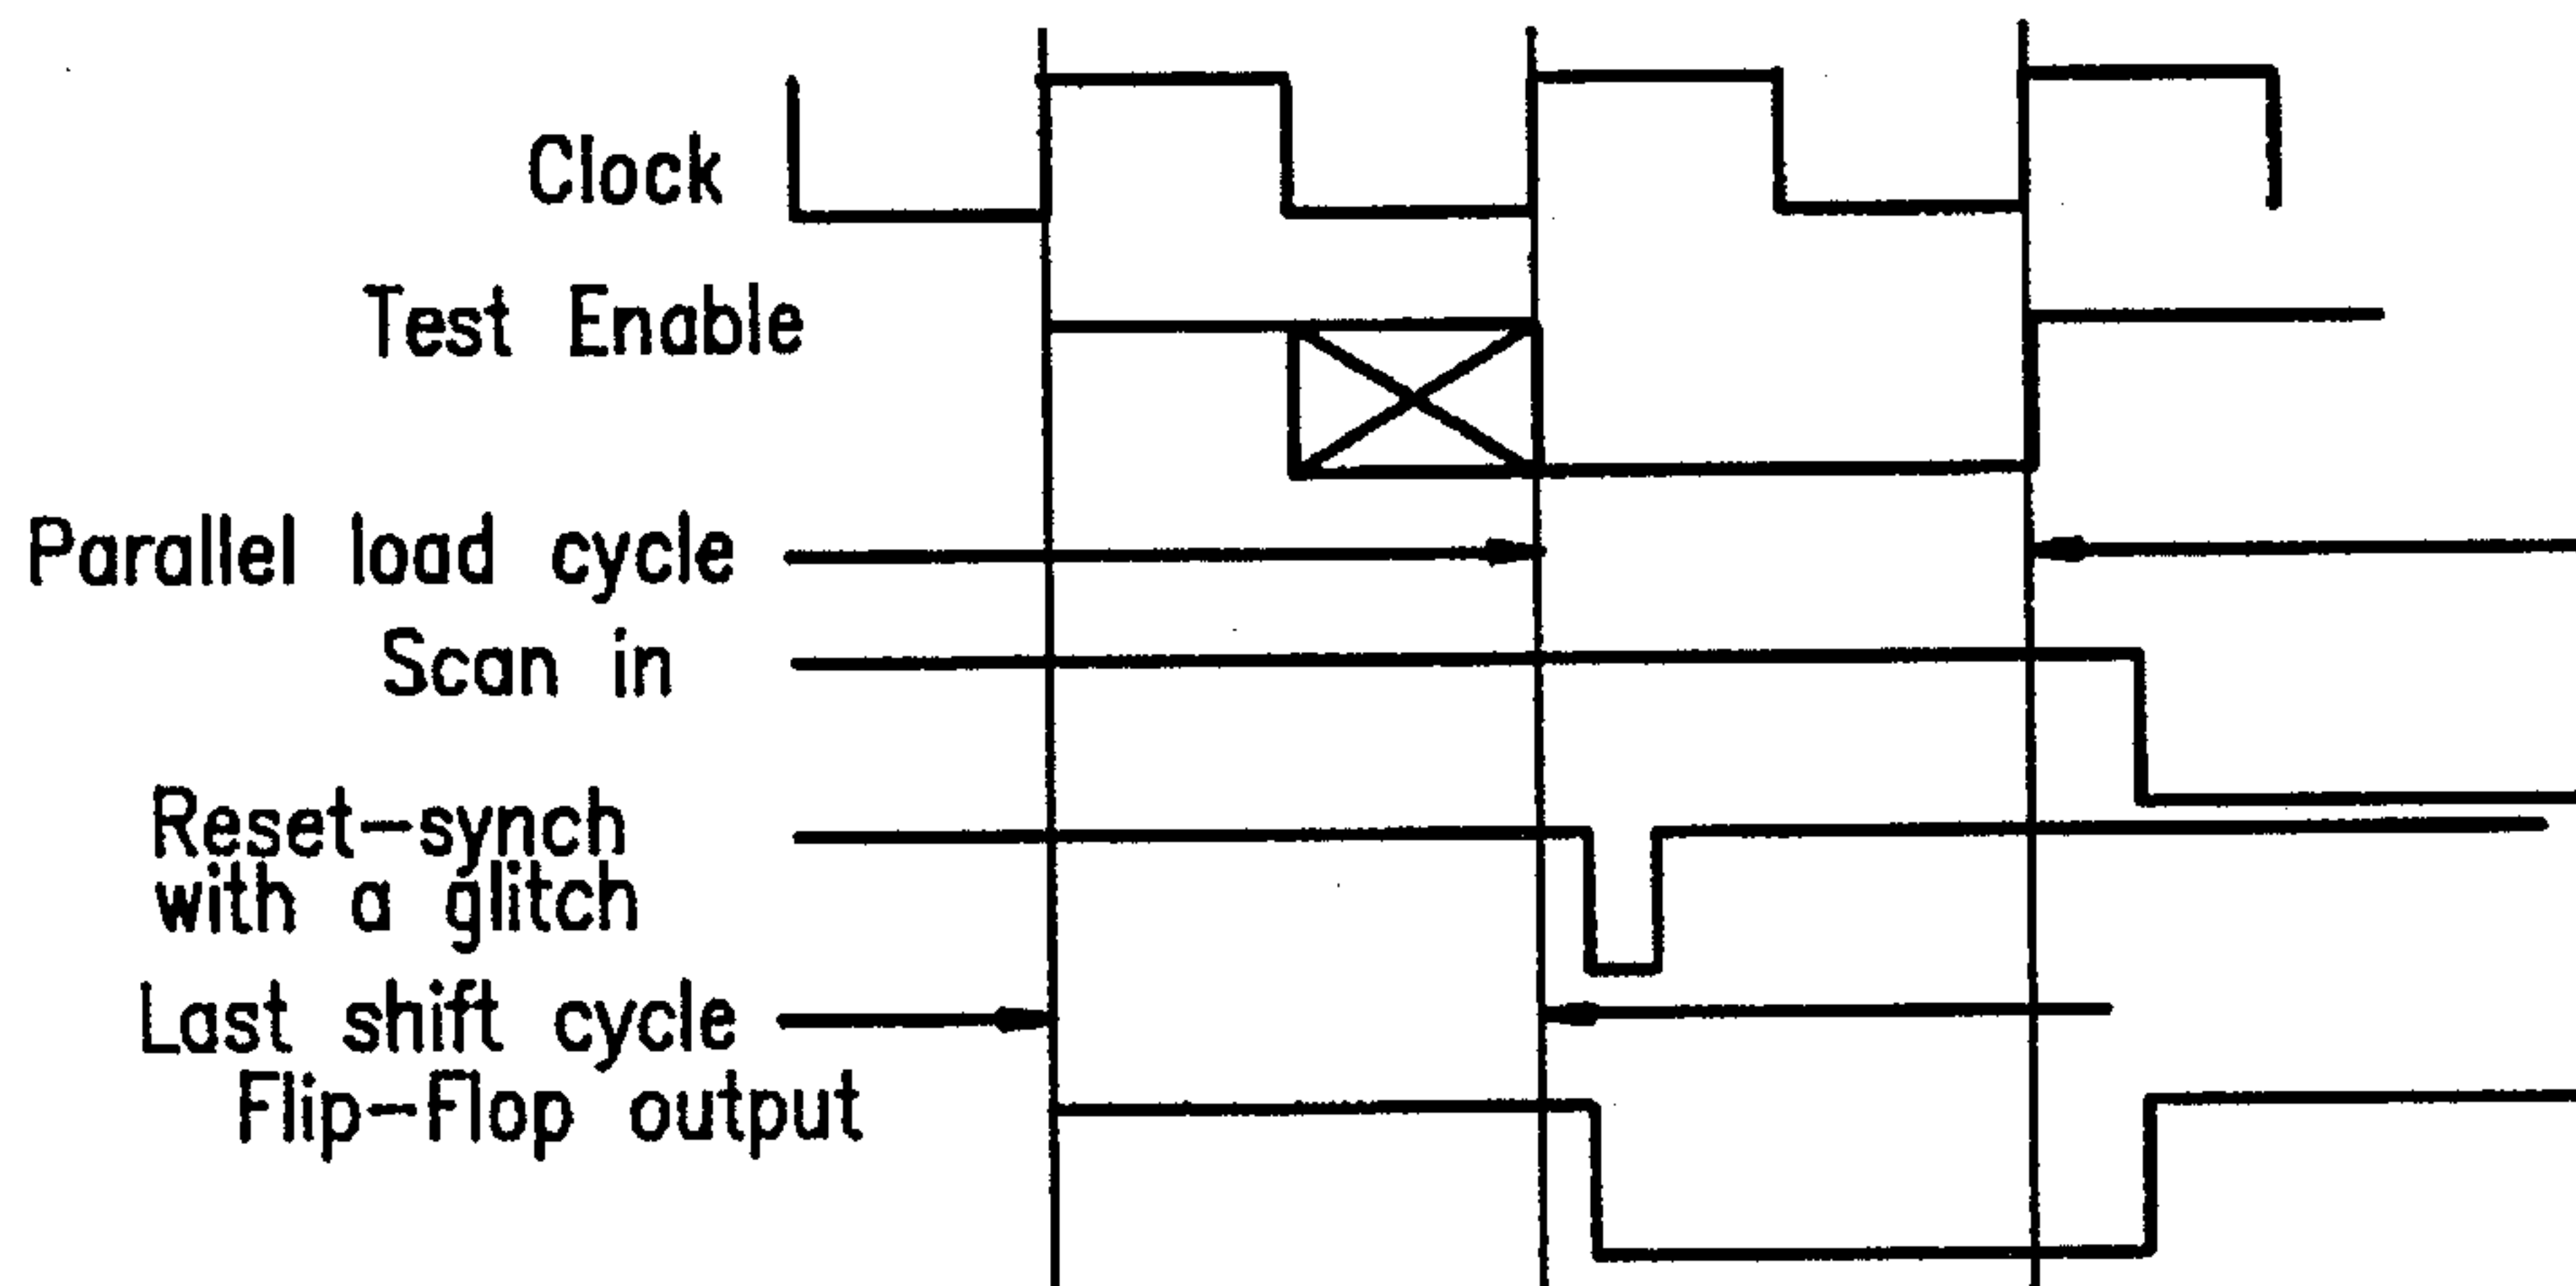 Clock
Test Enable
Parallel load cycle
Scan in
Reset-synch
with a glitch
Last shift cycle
Flip-Flop output